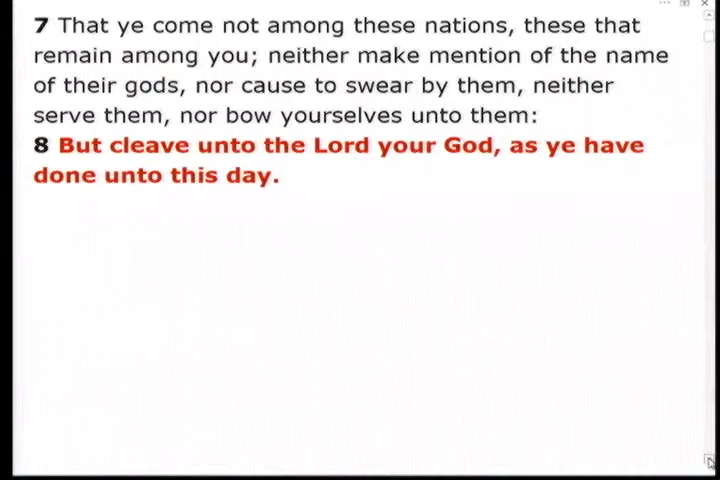 7 That ye come not among these nations, these that
remain among you; neither make mention of the name
of their gods, nor cause to swear by them, neither
serve them, nor bow yourselves unto them:
8 But cleave unto the Lord your God, as ye have
done unto this day.